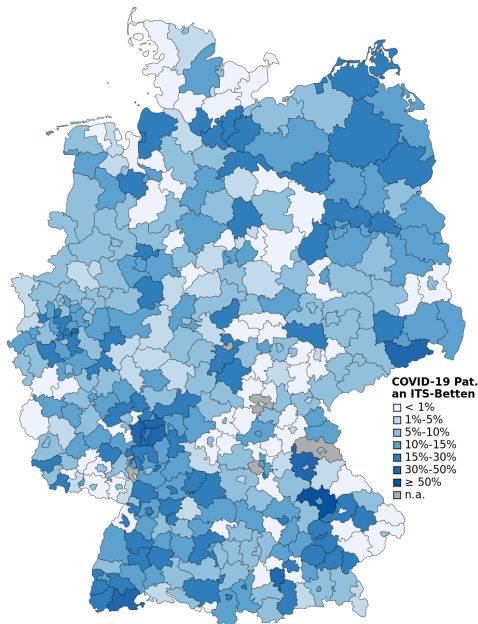 COVID-19 Pat.
an ITS-Betten
< 1%
1%-5%
5%-10%
10%-15%
15%-30%
30%-50%
≥ 50%
n.a.